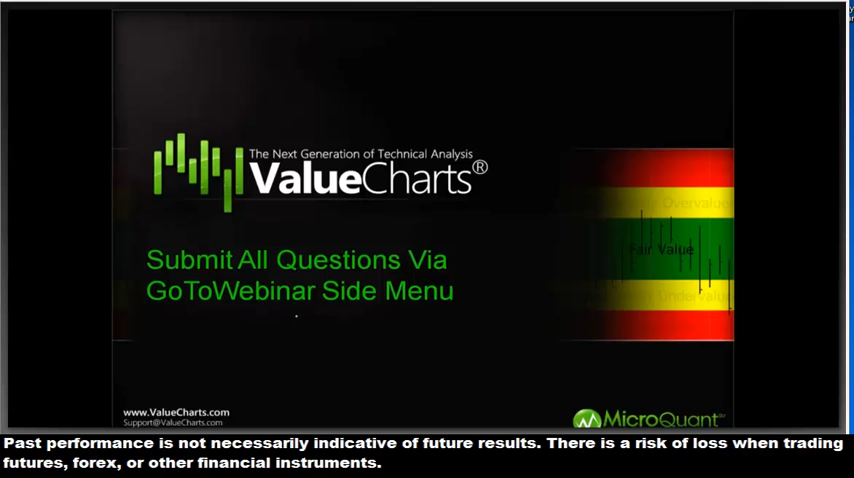 The Next Generation of Technical Analysis
ValueCharts®
Overvalued
Fair Value
Submit All Questions Via
GoToWebinar Side Menu
www.ValueCharts.com
Support@ValueCharts.com
MicroQuant℠
Past performance is not necessarily indicative of future results. There is a risk of loss when trading
futures, forex, or other financial instruments.